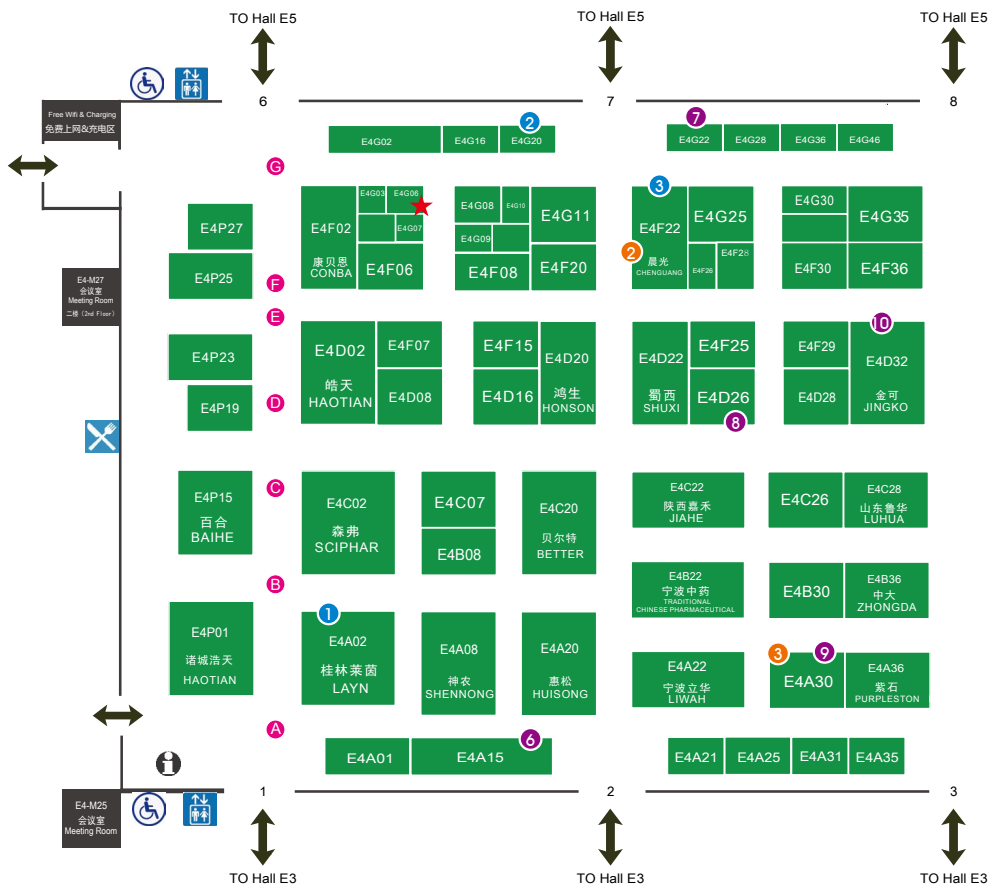 TO Hall E5
TO Hall E5
TO Hall E5
6
7
8
Free Wifi & Charging
免费上网&充电区
2
7
E4G02
E4G16
E4G20
E4G22
E4G28
E4G36
E4G46
G
E4P27
E4P25
E4F02
康贝恩
CONBA
E4G03
E4G06
E4G07
E4F06
E4G08
E4G10
E4G09
E4G11
E4F08
E4F20
3
E4F22
2
晨光
CHENGUANG
E4G25
E4F26
E4F28
E4G30
E4G35
E4F30
E4F36
E4-M27
会议室
Meeting Room
二楼（2nd Floor）
F
E
E4P23
E4P19
D
E4D02
皓天
HAOTIAN
E4F07
E4D08
E4F15
E4D16
E4D20
鸿生
HONSON
E4D22
蜀西
SHUXI
E4F25
E4D26
8
E4F29
E4D28
10
E4D32
金可
JINGKO
C
E4P15
百合
BAIHE
E4C02
森弗
SCIPHAR
E4C07
E4B08
E4C20
贝尔特
BETTER
E4C22
陕西嘉禾
JIAHE
E4C26
E4C28
山东鲁华
LUHUA
B
E4B22
宁波中药
TRADITIONAL
CHINESE PHARMACEUTICAL
E4B30
E4B36
中大
ZHONGDA
E4P01
诸城浩天
HAOTIAN
1
E4A02
桂林莱茵
LAYN
E4A08
神农
SHENNONG
E4A20
惠松
HUISONG
E4A22
宁波立华
LIWAH
3
9
E4A30
E4A36
紫石
PURPLESTON
A
6
E4A01
E4A15
E4A21
E4A25
E4A31
E4A35
i
E4-M25
会议室
Meeting Room
1
2
3
TO Hall E3
TO Hall E3
TO Hall E3